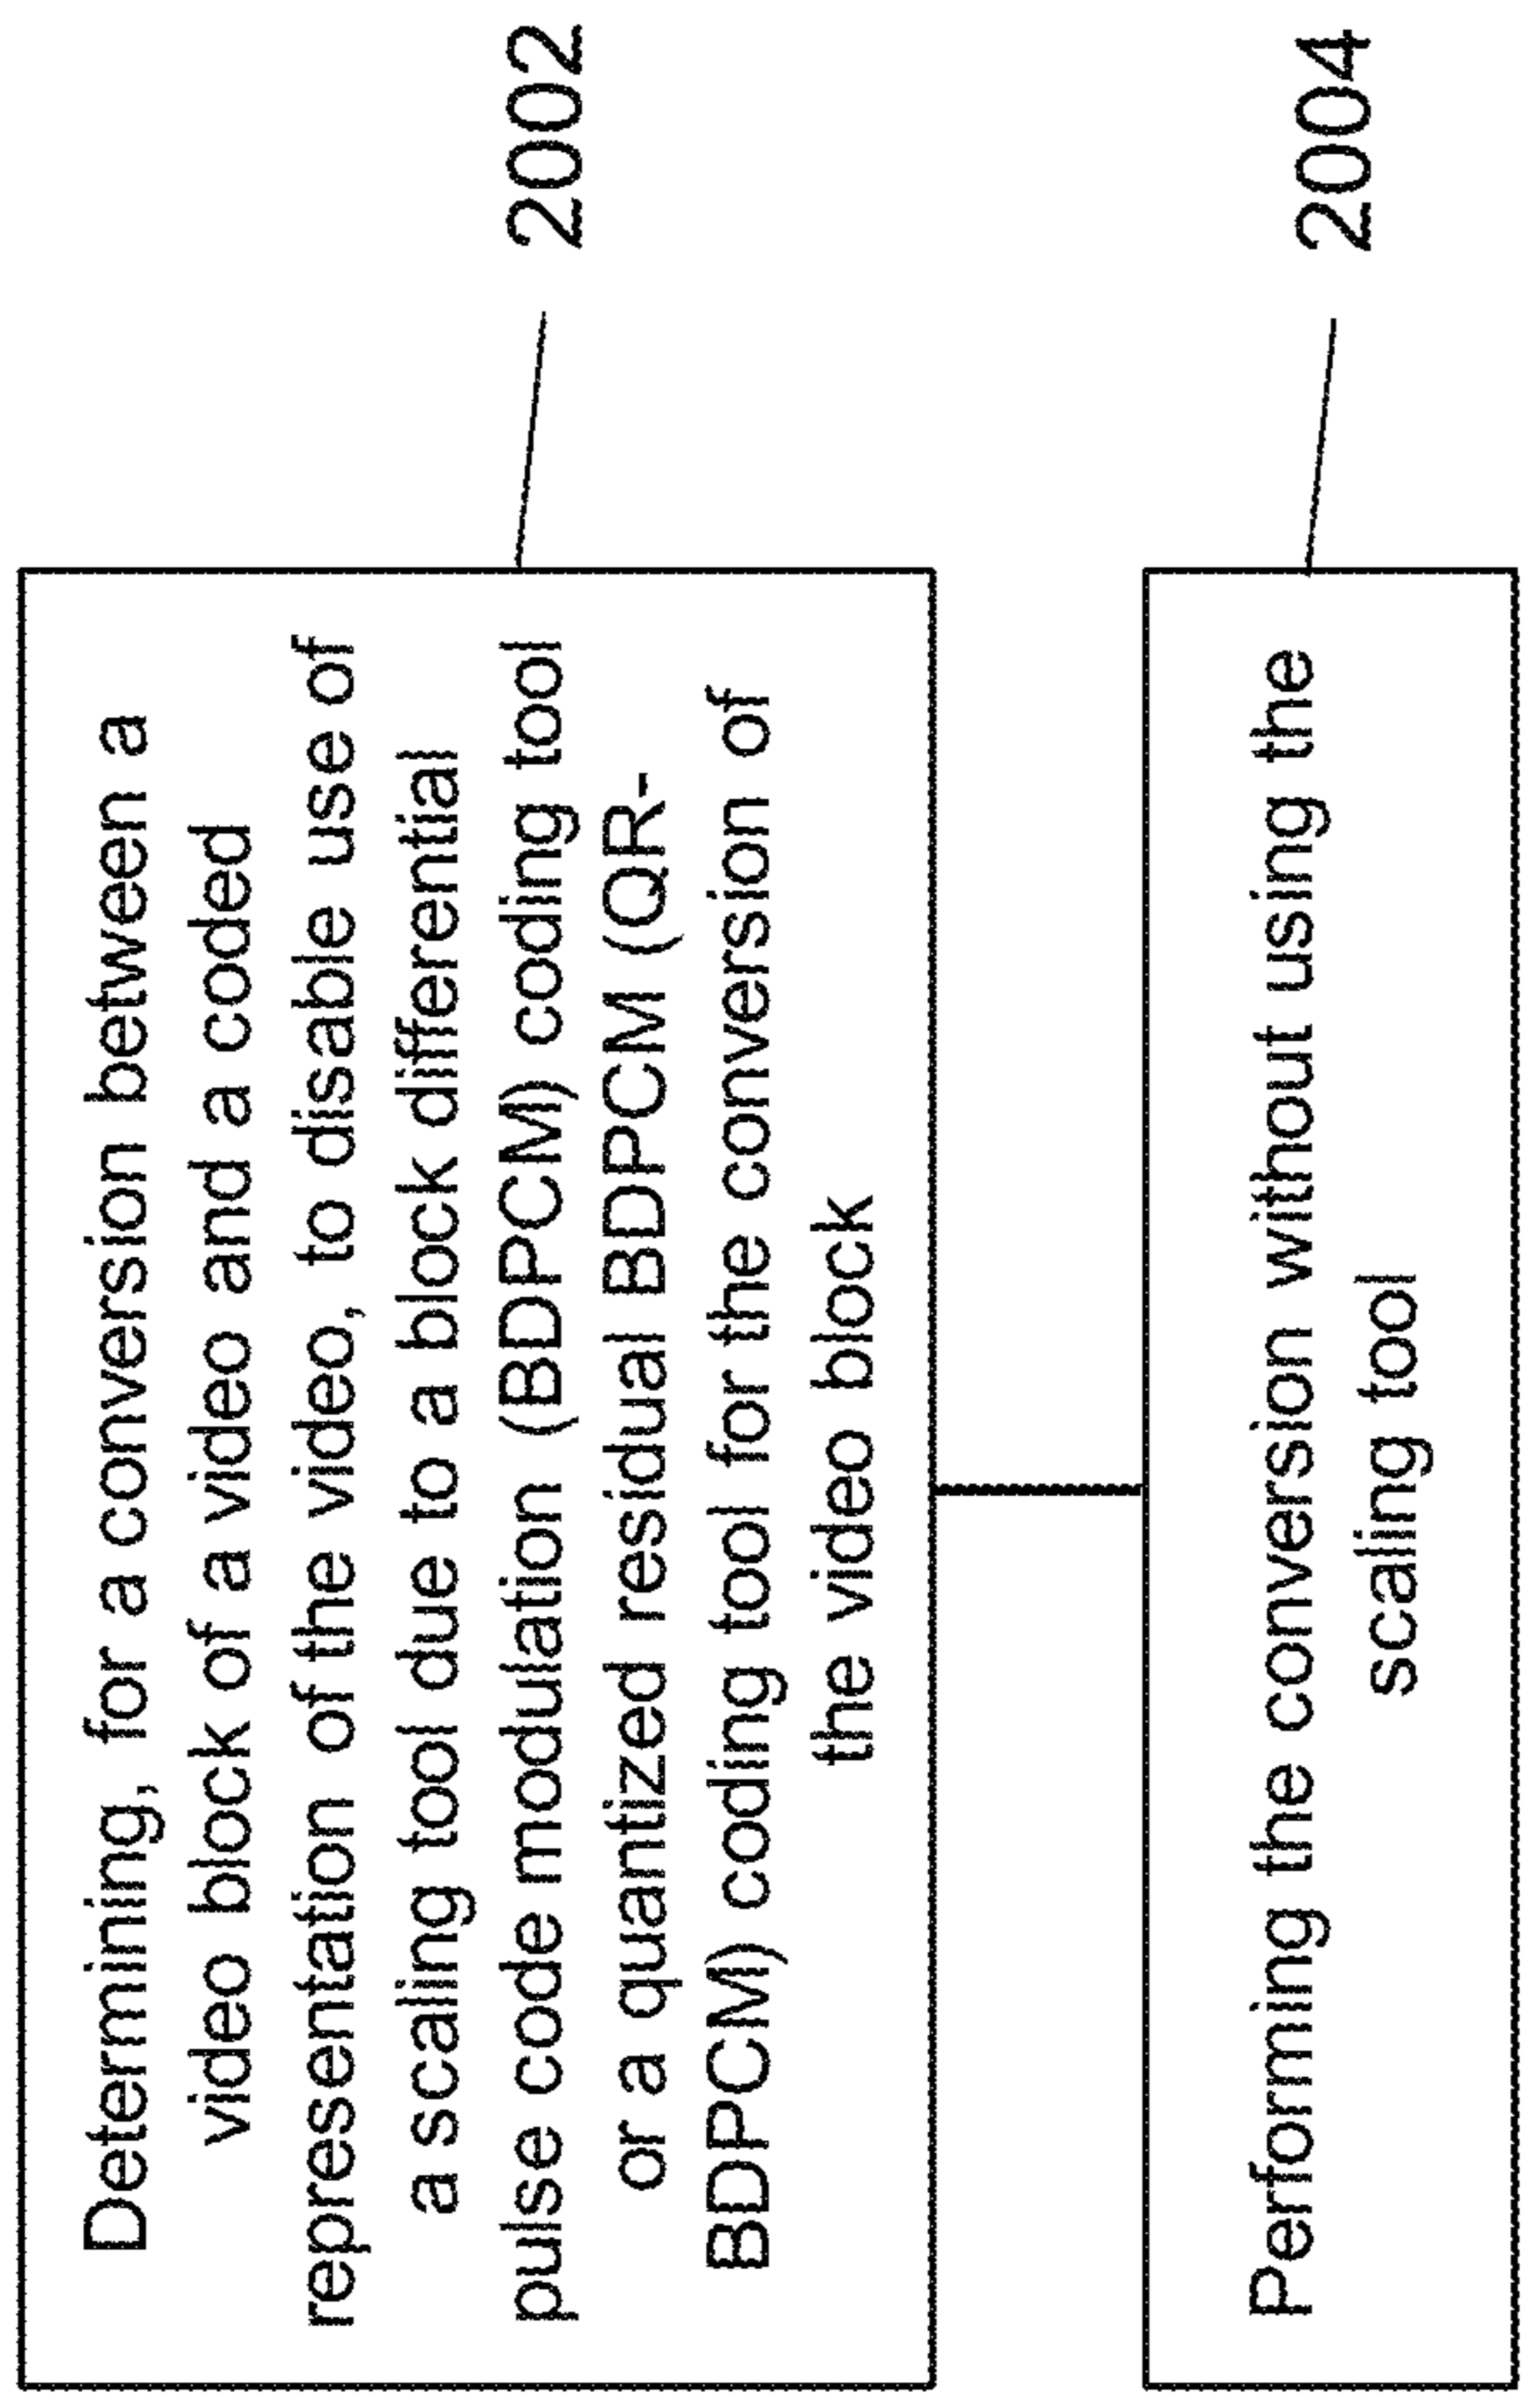 Determining, for a conversion between a
video block of a video and a coded
representation of the video, to disable use of
a scaling tool due to a block differential
pulse code modulation (BDPCM) coding tool
or a quantized residual BDPCM (QR-
BDPCM) coding tool for the conversion of
the video block
2002
Performing the conversion without using the
scaling tool
2004